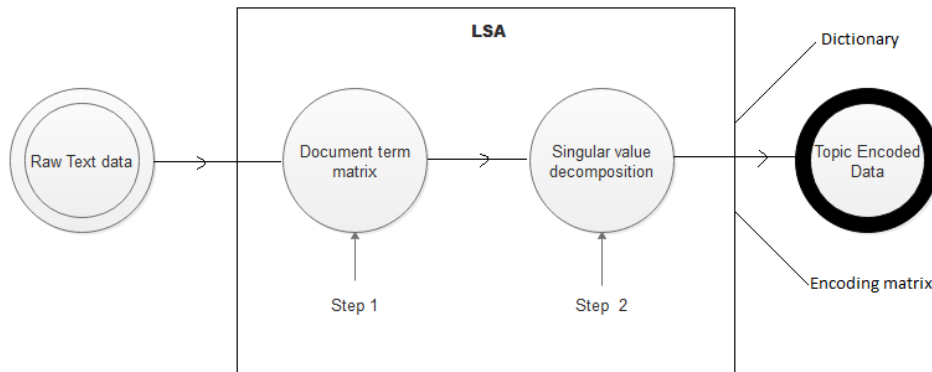 LSA
Dictionary
Raw Text data
Document term
matrix
Singular value
decomposition
Topic Encoded
Data
Encoding matrix
Step 1
Step 2